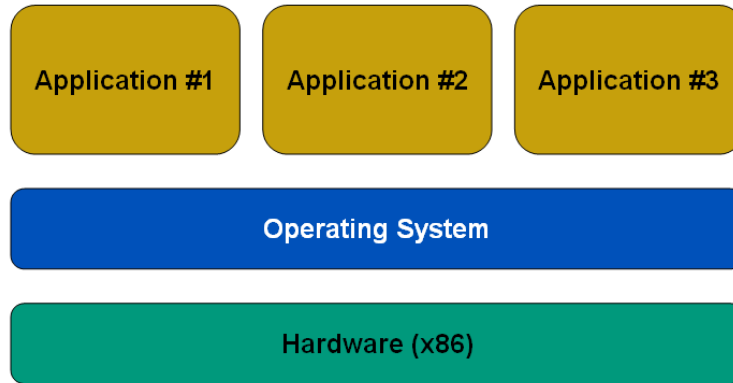 Application #1
Application #2
Application #3
Operating System
Hardware (x86)